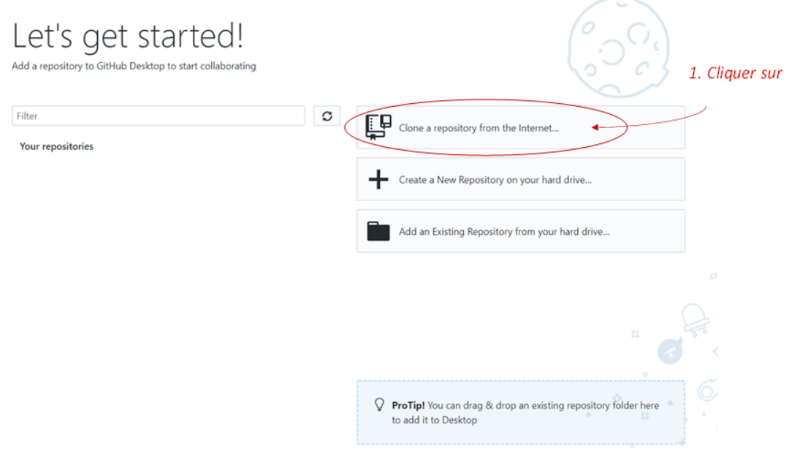 Let's get started!
Add a repository to GitHub Desktop to start collaborating
1. Cliquer sur
Filter
Your repositories
Clone a repository from the Internet...
Create a New Repository on your hard drive...
Add an Existing Repository from your hard drive...
ProTip! You can drag & drop an existing repository folder here
to add it to Desktop